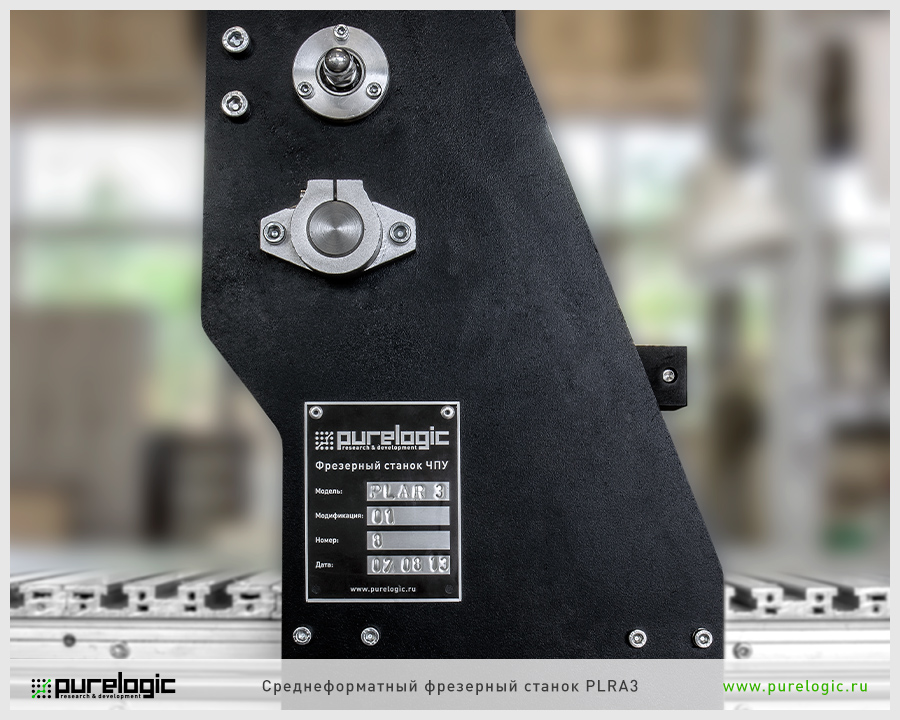 purelogic
research & development
Фрезерный станок ЧПУ
Модель: PLAR 3
Модификация: 01
Номер: 8
Дата: 07 08 13
www.purelogic.ru
purelogic
research & development
Среднеформатный фрезерный станок PLRA3
www.purelogic.ru